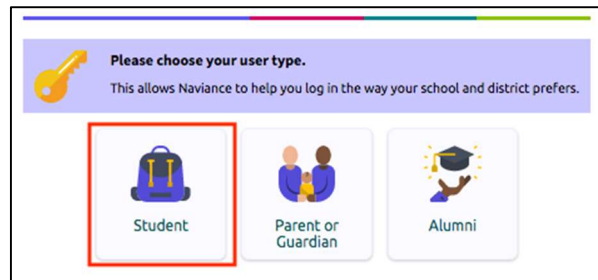 Please choose your user type.
This allows Naviance to help you log in the way your school and district prefers.
Student
Parent or
Guardian
Alumni